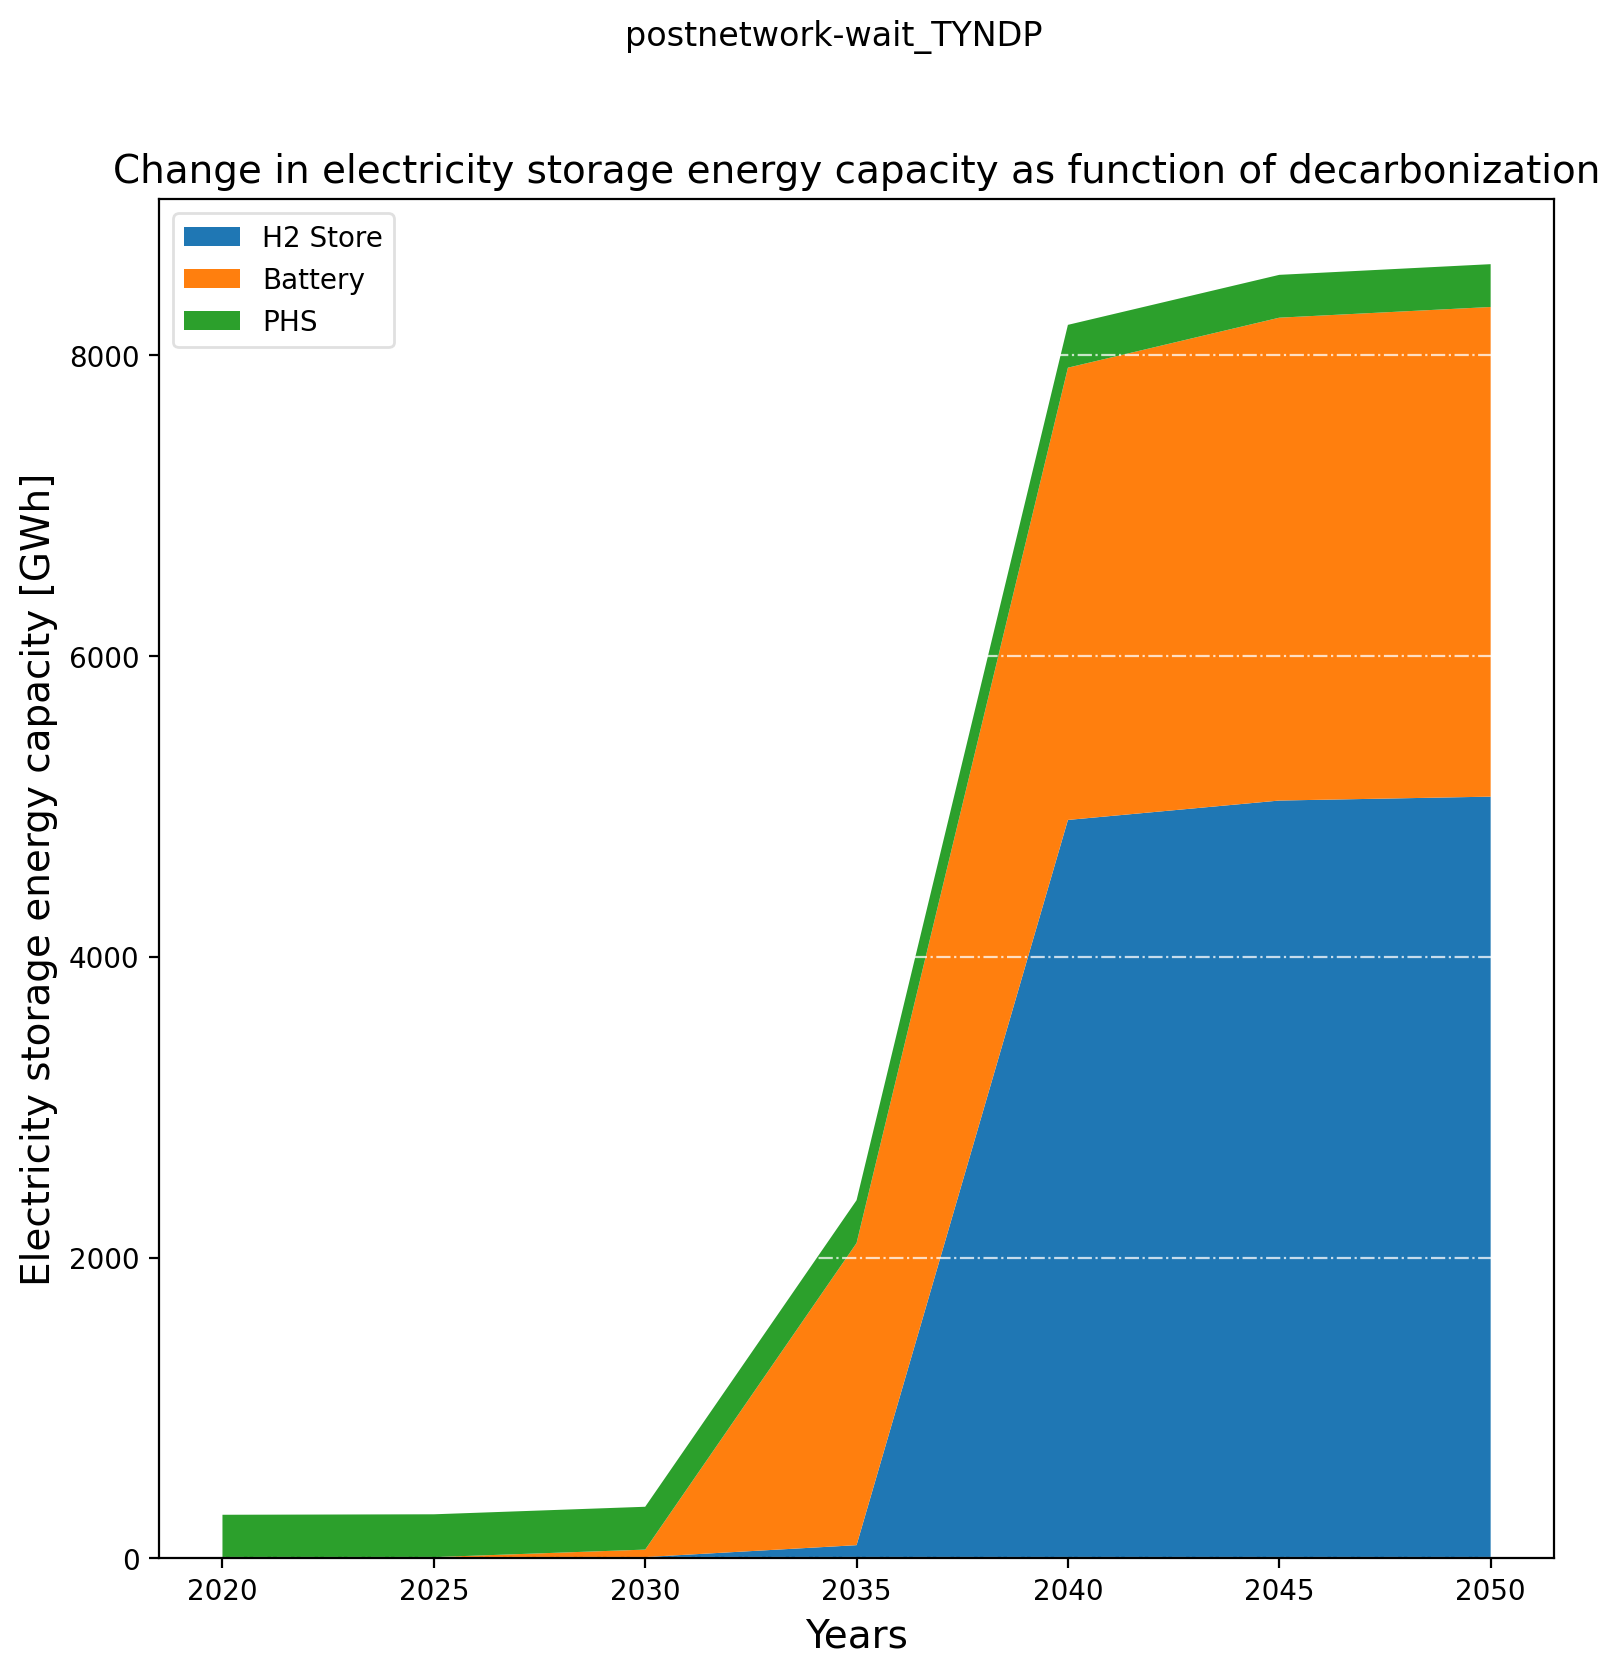 postnetwork-wait_TYNDP
Change in electricity storage energy capacity as function of decarbonization
H2 Store
Battery
PHS
Electricity storage energy capacity [GWh]
8000
6000
4000
2000
0
2020 2025 2030 2035 2040 2045 2050
Years